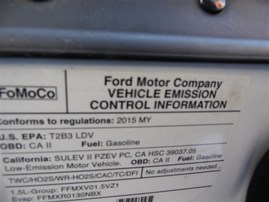 Ford Motor Company
FoMoCo VEHICLE EMISSION
CONTROL INFORMATION
Conforms to regulations: 2015 MY
U.S. EPA: T2B3 LDV
OBD: CA II Fuel: Gasoline
California: SULEV II PZEV PC, CA HSC 39037.05
Low-Emission Motor Vehicle. OBD: CA II Fuel: Gasoline
TWC/HO2S/WR-HO2S/CAC/TC/DFI No adjustments needed.
1.5L-Group: FFMXV01.5VZ1
Evap: FFMXR0130NBX